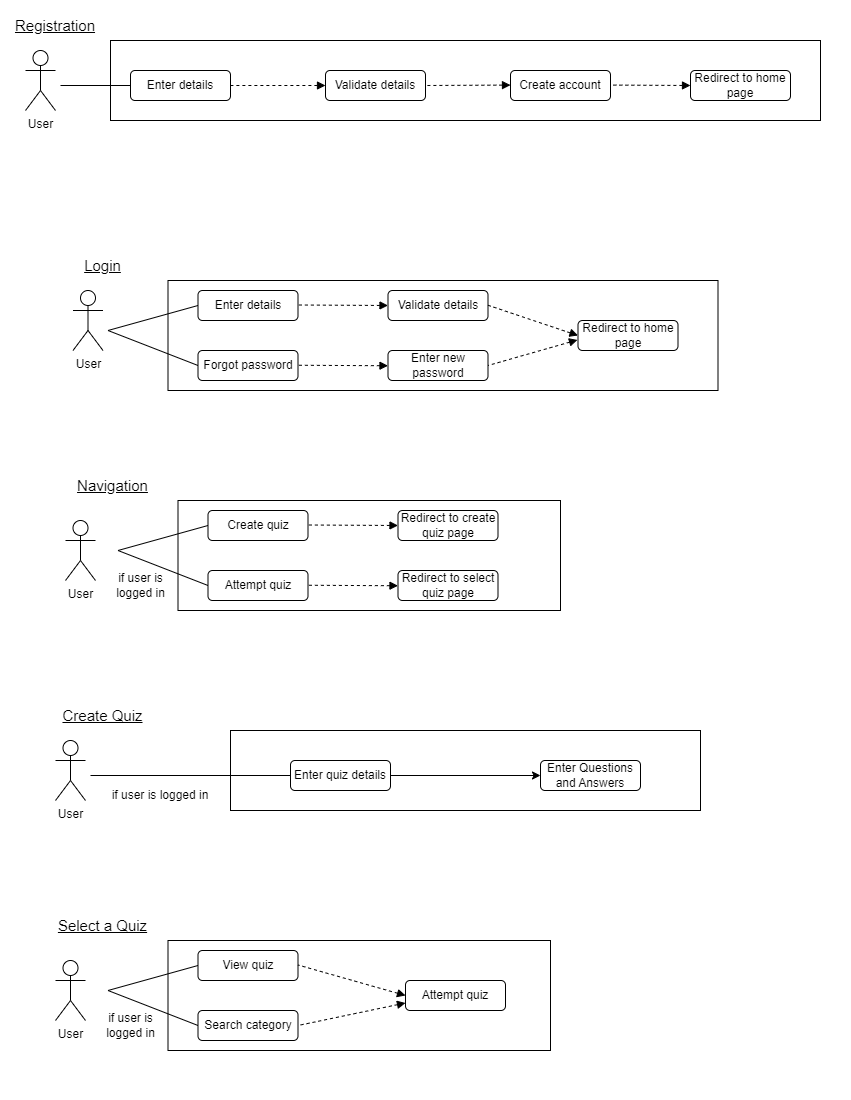 Registration
User
Enter details
Validate details
Create account
Redirect to home
page
Login
User
Enter details
Validate details
Forgot password
Enter new
password
Redirect to home
page
Navigation
User
if user is
logged in
Create quiz
Redirect to create
quiz page
Attempt quiz
Redirect to select
quiz page
Create Quiz
User
if user is logged in
Enter quiz details
Enter Questions
and Answers
Select a Quiz
User
if user is
logged in
View quiz
Search category
Attempt quiz